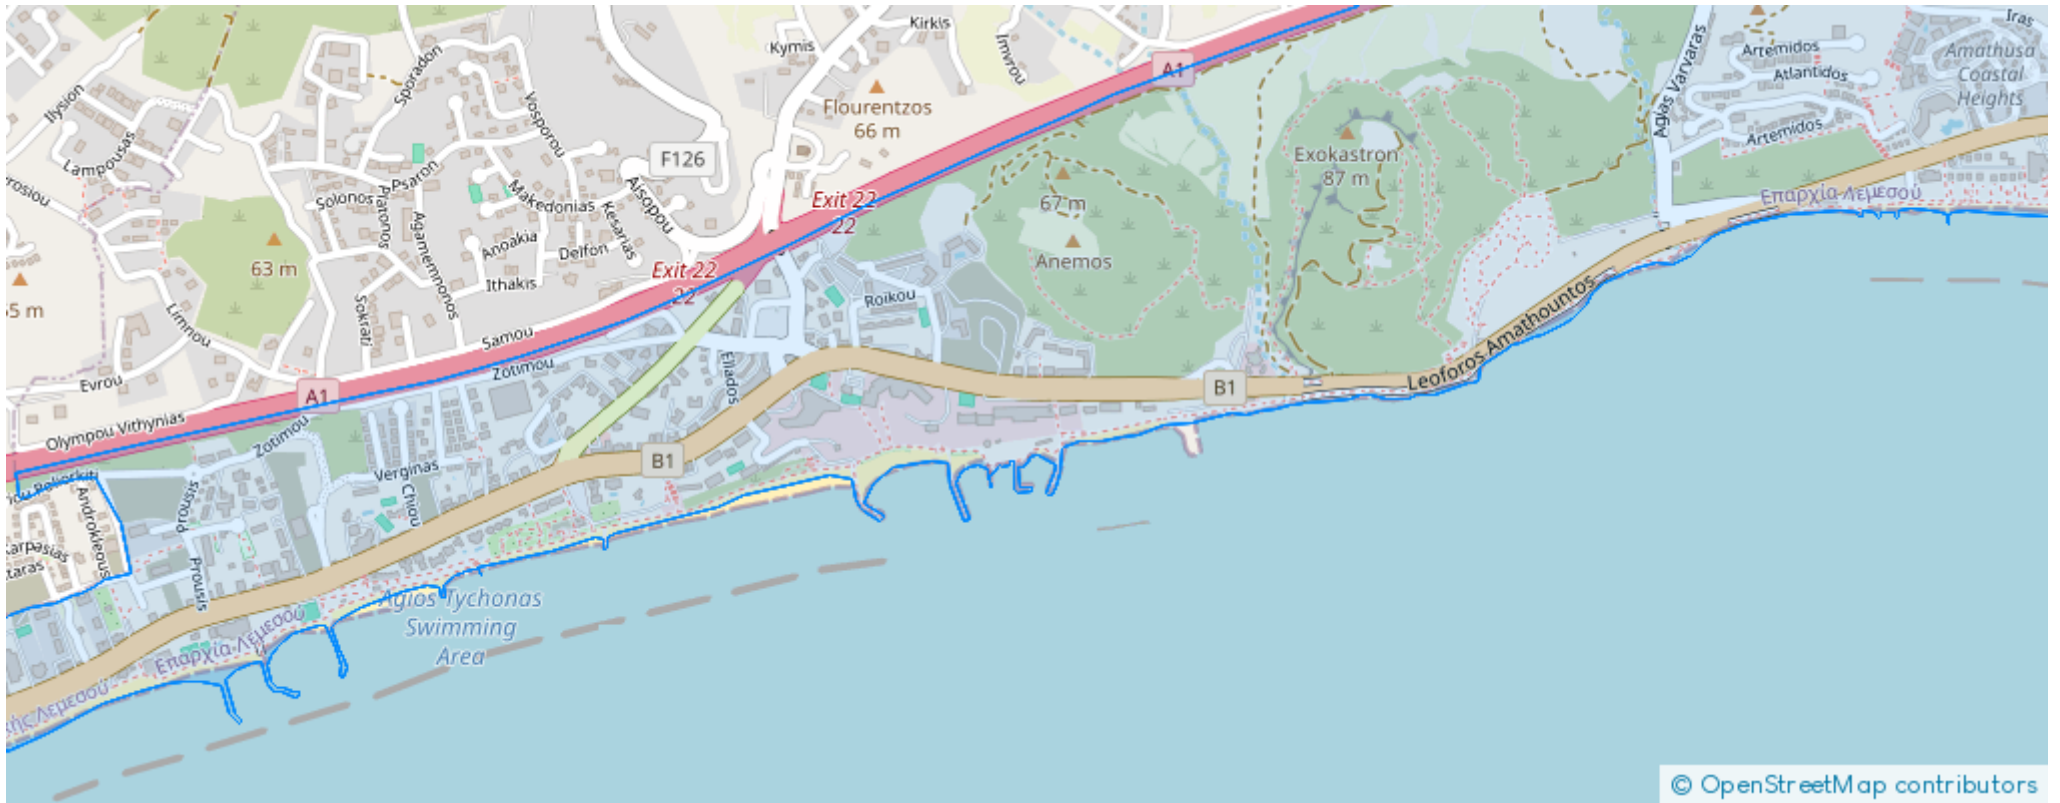 Kirkis
Kymis
Imvrou
Iras
Artemidos
Amathusa
Coastal
Heights
Atlantidos
Artemidos
Agias Varvaras
A1
Sporadon
Vosporou
Ilysion
Lampousas
Flourentzos
66 m
F126
Exokastron
87 m
Psaron
Solonos
Platonos
Makedonias
Kesarias
Aisopou
Agamemnonos
Anoakia
Delfon
Ithakis
Exit 22
22
Exit 22
22
67 m
Anemos
Επαρχία Λεμεσού
63 m
Sokrati
Limnou
Samou
Roikou
Zotimou
Eliados
Evrou
A1
Olympou Vithynias
Zotimou
B1
Leoforos Amathountos
B1
Verginas
Chiou
Prousis
Androkleous
Prousis
Επαρχία Λεμεσού
Agios Tychonas
Swimming
Area
© OpenStreetMap contributors